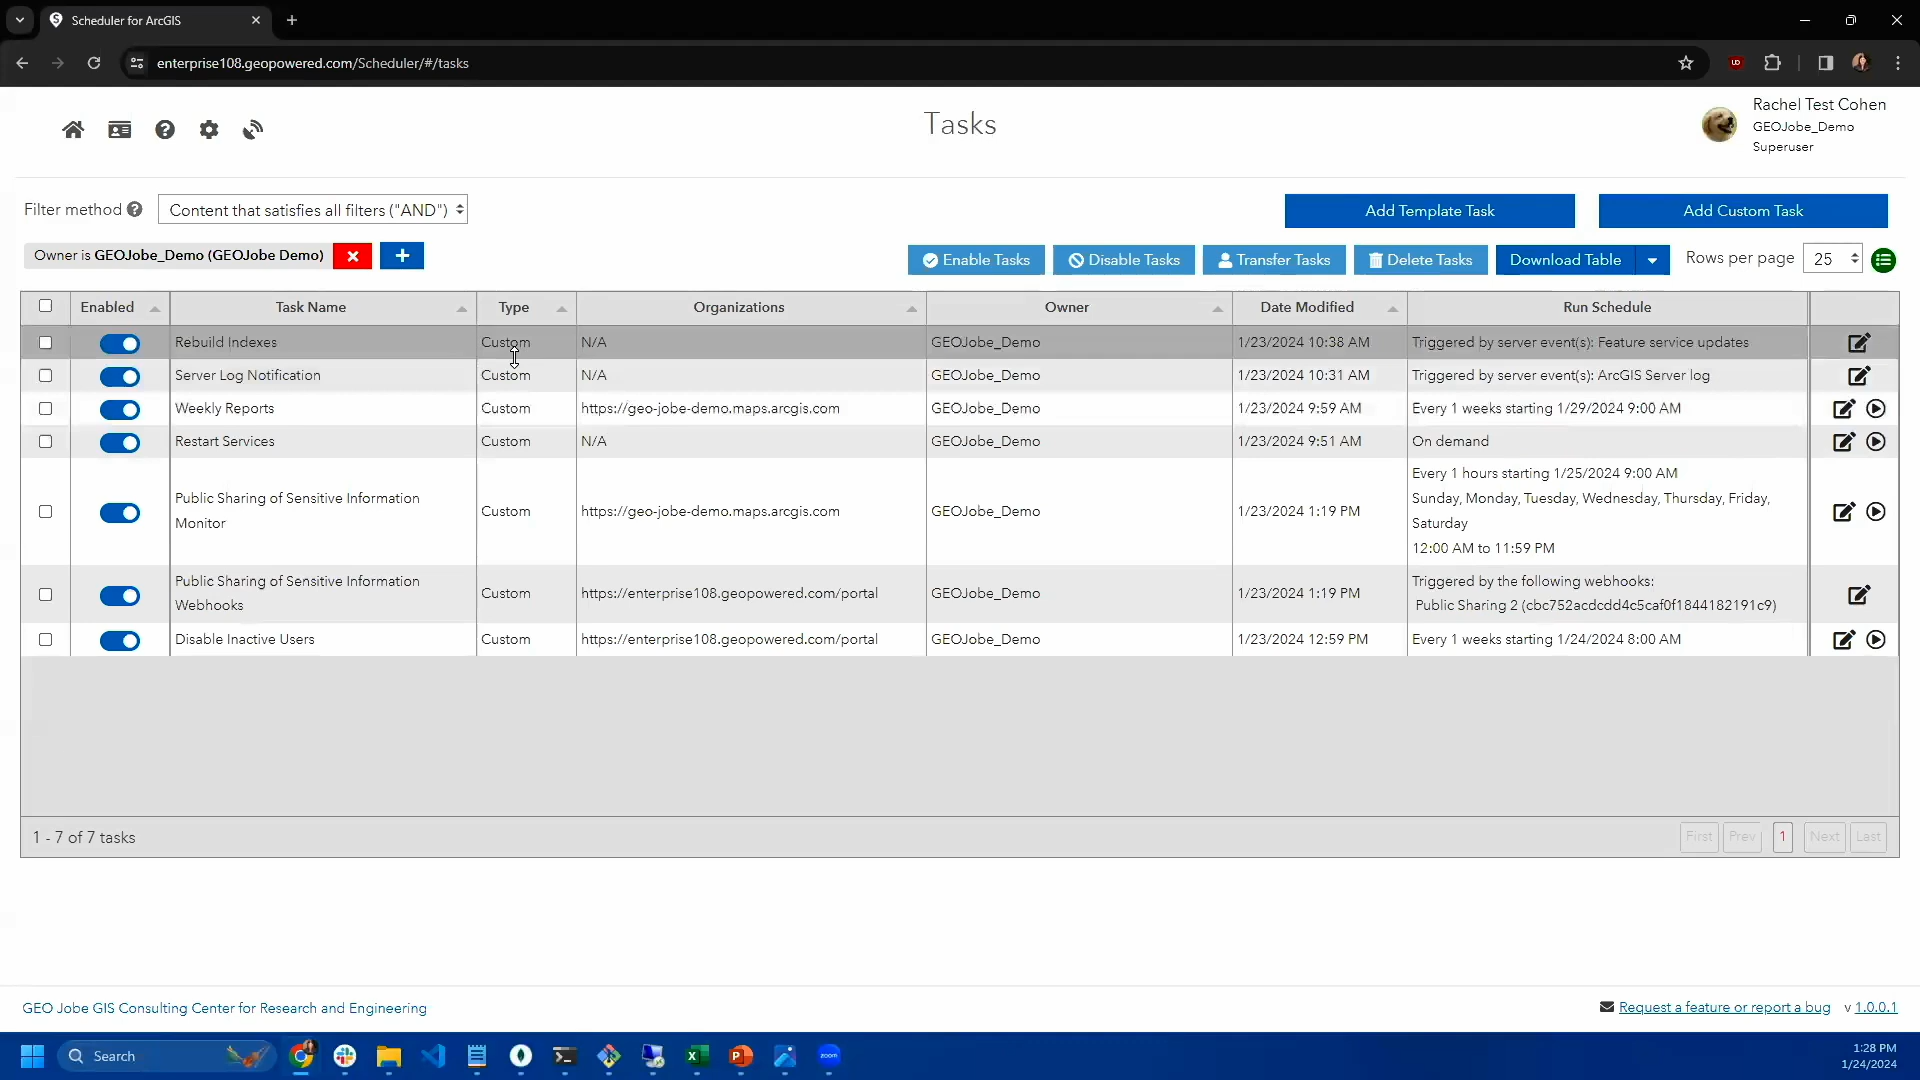 Scheduler for ArcGIS
enterprise108.geopowered.com/Scheduler/#/tasks
UD
Tasks
Rachel Test Cohen
GEOJobe_Demo
Superuser
Filter method
Content that satisfies all filters ("AND")
Add Template Task
Add Custom Task
Owner is GEOJobe_Demo (GEOJobe Demo)
Enable Tasks
Disable Tasks
Transfer Tasks
Delete Tasks
Download Table
Rows per page
25
Enabled Task Name Type Organizations Owner Date Modified Run Schedule
Rebuild Indexes Custom N/A GEOJobe_Demo 1/23/2024 10:38 AM Triggered by server event(s): Feature service updates
Server Log Notification Custom N/A GEOJobe_Demo 1/23/2024 10:31 AM Triggered by server event(s): ArcGIS Server log
Weekly Reports Custom https://geo-jobe-demo.maps.arcgis.com GEOJobe_Demo 1/23/2024 9:59 AM Every 1 weeks starting 1/29/2024 9:00 AM
Restart Services Custom N/A GEOJobe_Demo 1/23/2024 9:51 AM On demand
Public Sharing of Sensitive Information
Monitor
Custom https://geo-jobe-demo.maps.arcgis.com GEOJobe_Demo 1/23/2024 1:19 PM
Every 1 hours starting 1/25/2024 9:00 AM
Sunday, Monday, Tuesday, Wednesday, Thursday, Friday,
Saturday
12:00 AM to 11:59 PM
Public Sharing of Sensitive Information
Webhooks
Custom https://enterprise108.geopowered.com/portal GEOJobe_Demo 1/23/2024 1:19 PM
Triggered by the following webhooks:
Public Sharing 2 (cbc752acdcdd4c5caf0f1844182191c9)
Disable Inactive Users Custom https://enterprise108.geopowered.com/portal GEOJobe_Demo 1/23/2024 12:59 PM Every 1 weeks starting 1/24/2024 8:00 AM
1 - 7 of 7 tasks
First Prev 1 Next Last
GEO Jobe GIS Consulting Center for Research and Engineering
Request a feature or report a bug v 1.0.0.1
Search
zoom
1:28 PM
1/24/2024